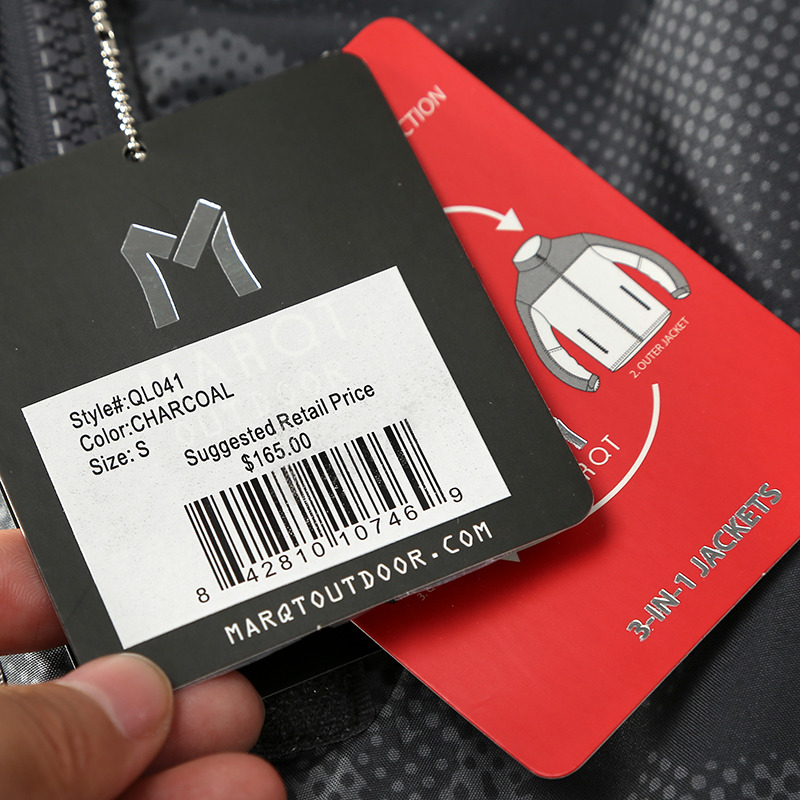 M
Style#:QL041
Color:CHARCOAL
Size: S
Suggested Retail Price
$165.00
8 42810 10746 9
MARQTOUTDOOR.COM
2. OUTER JACKET
3-IN-1 JACKETS